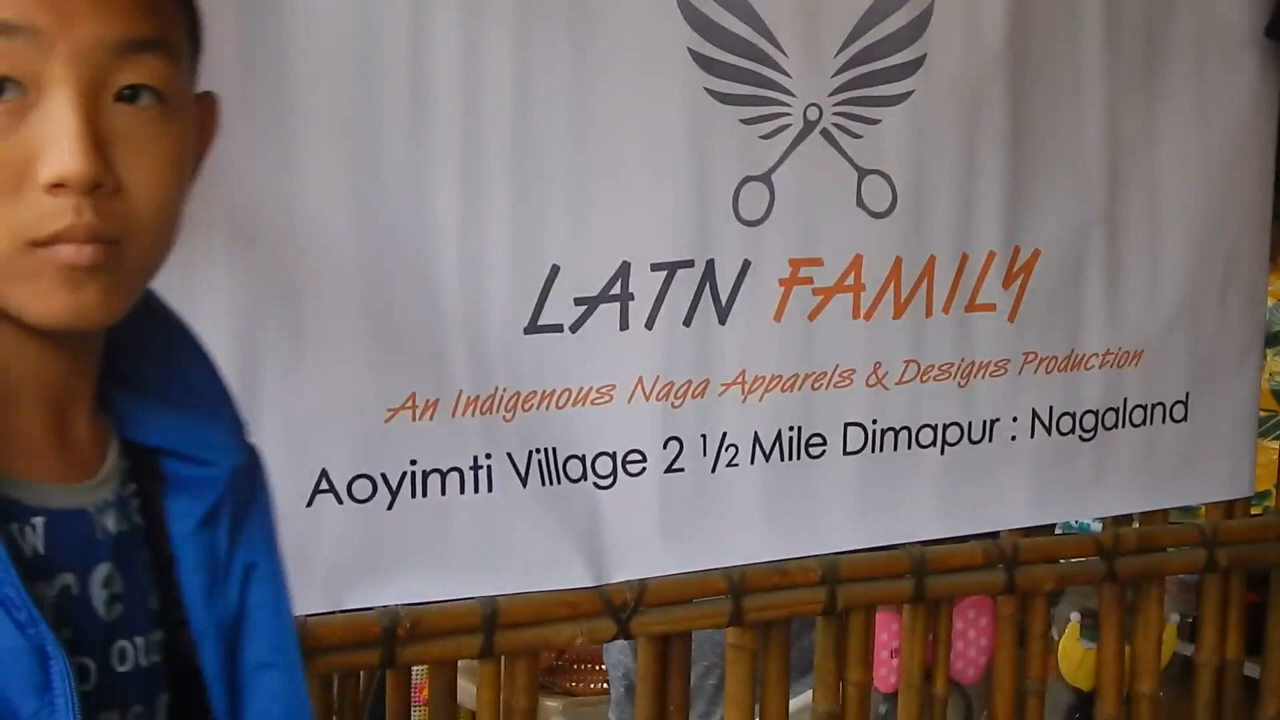 LATN FAMILY
An Indigenous Naga Apparels & Designs Production
Aoyimti Village 2 1/2 Mile Dimapur : Nagaland